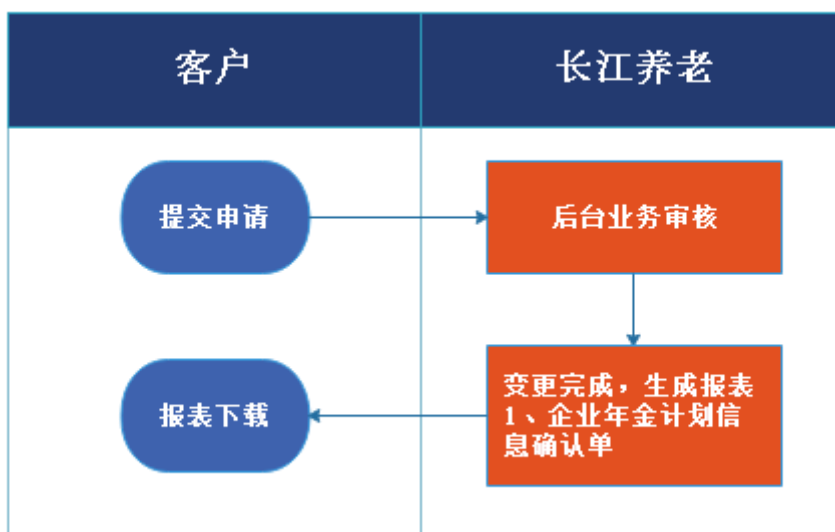 客户
长江养老
提交申请
后台业务审核
报表下载
变更完成，生成报表
1、企业年金计划信
息确认单